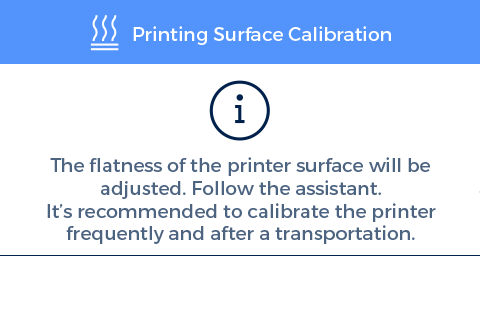 Printing Surface Calibration
The flatness of the printer surface will be
adjusted. Follow the assistant.
It’s recommended to calibrate the printer
frequently and after a transportation.